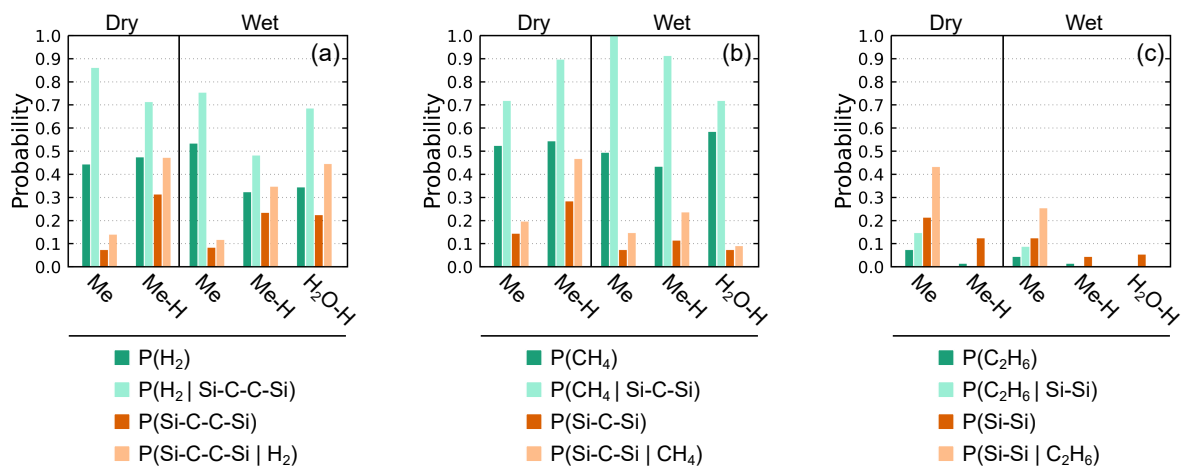 Dry Wet
(a)
Probability
1.0
0.9
0.8
0.7
0.6
0.5
0.4
0.3
0.2
0.1
0.0
Me Me-H Me Me-H H₂O-H
P(H₂)
P(H₂ | Si-C-C-Si)
P(Si-C-C-Si)
P(Si-C-C-Si | H₂)
Dry Wet
(b)
Probability
1.0
0.9
0.8
0.7
0.6
0.5
0.4
0.3
0.2
0.1
0.0
Me Me-H Me Me-H H₂O-H
P(CH₄)
P(CH₄ | Si-C-Si)
P(Si-C-Si)
P(Si-C-Si | CH₄)
Dry Wet
(c)
Probability
1.0
0.9
0.8
0.7
0.6
0.5
0.4
0.3
0.2
0.1
0.0
Me Me-H Me Me-H H₂O-H
P(C₂H₆)
P(C₂H₆ | Si-Si)
P(Si-Si)
P(Si-Si | C₂H₆)